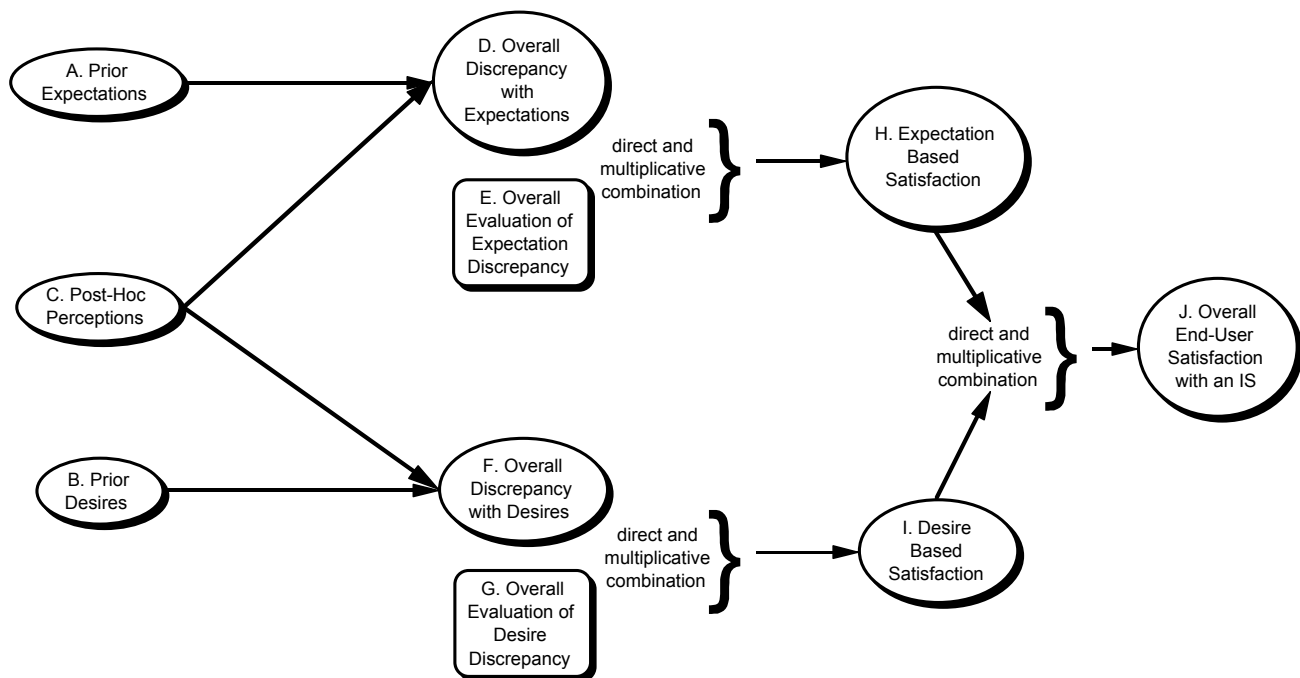 A. Prior
Expectations
D. Overall
Discrepancy
with
Expectations
direct and
multiplicative
combination
E. Overall
Evaluation of
Expectation
Discrepancy
H. Expectation
Based
Satisfaction
C. Post-Hoc
Perceptions
direct and
multiplicative
combination
J. Overall
End-User
Satisfaction
with an IS
B. Prior
Desires
F. Overall
Discrepancy
with Desires
direct and
multiplicative
combination
G. Overall
Evaluation of
Desire
Discrepancy
I. Desire
Based
Satisfaction